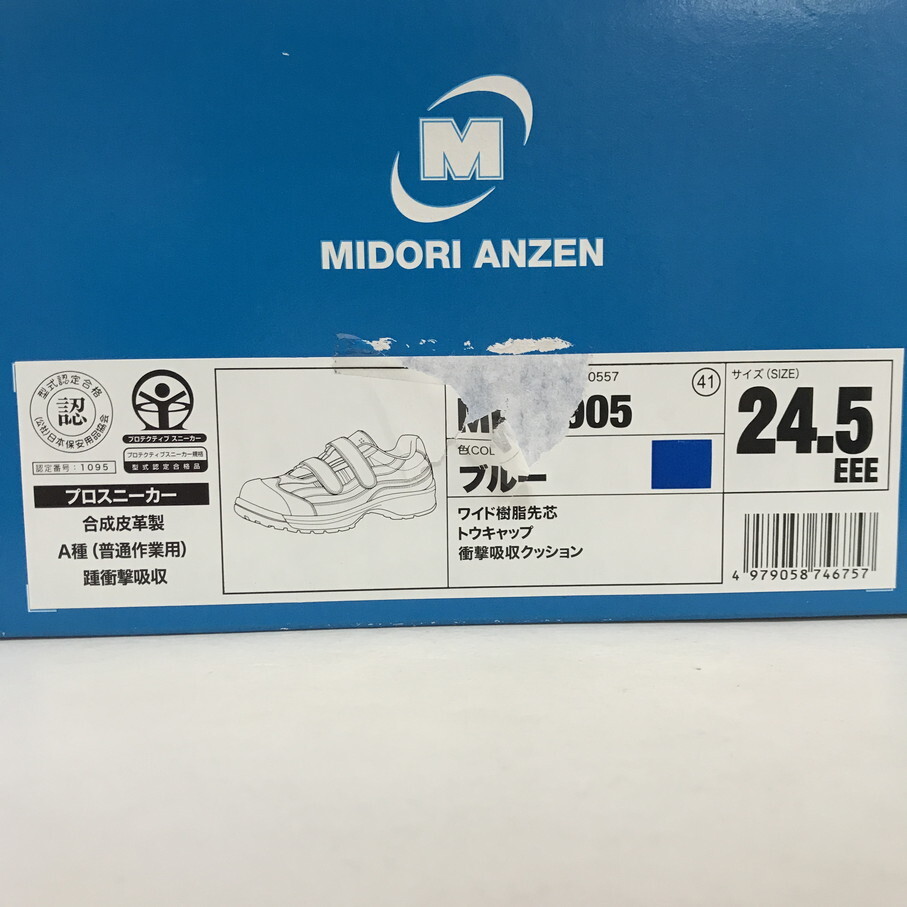 M
MIDORI ANZEN
型式認定合格
認
(公社)日本保安用品協会
認定番号：1095
プロテクティブ スニーカー
プロテクティブスニーカー規格
型式認定合格品
プロスニーカー
合成皮革製
A種（普通作業用）
踵衝撃吸収
0557
41
905
色(COL
ブルー
ワイド樹脂先芯
トウキャップ
衝撃吸収クッション
サイズ(SIZE)
24.5
EEE
4 979058 746757